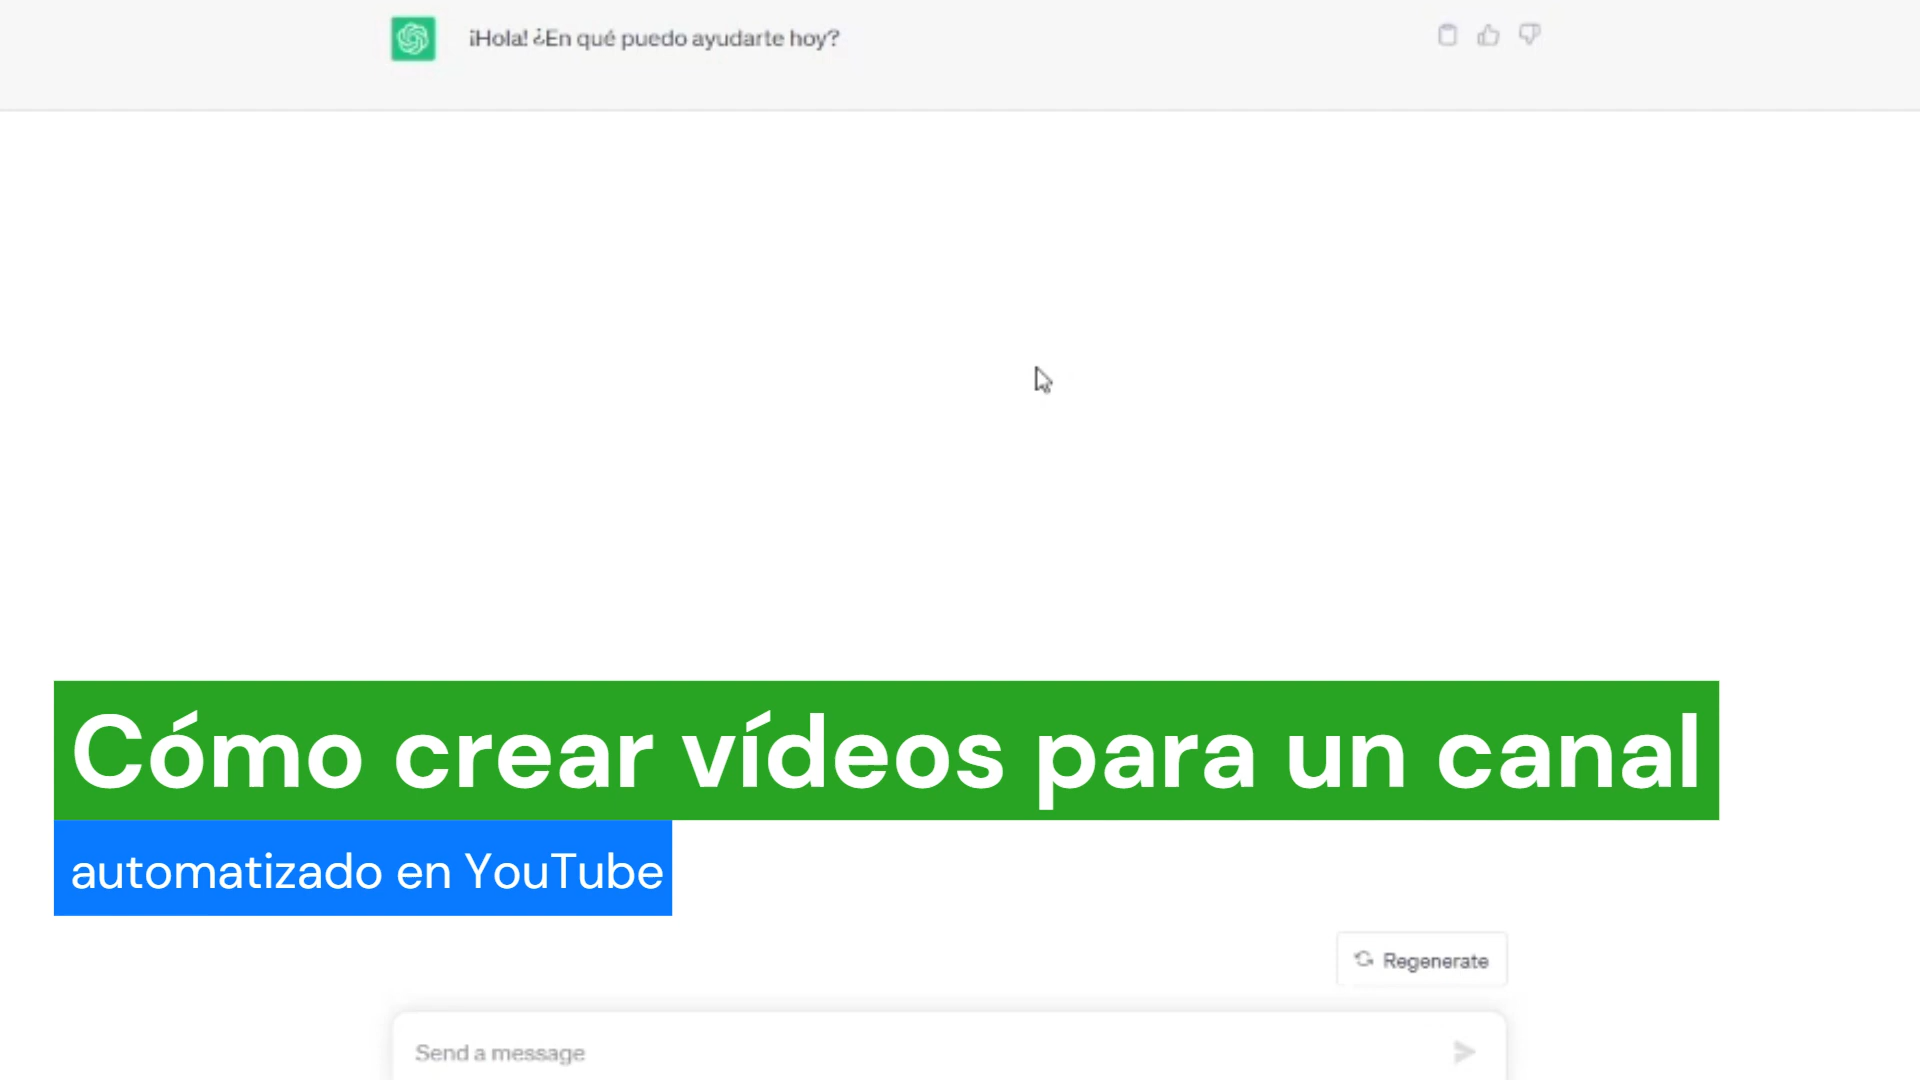 ¡Hola! ¿En qué puedo ayudarte hoy?
Cómo crear vídeos para un canal
automatizado en YouTube
Regenerate
Send a message